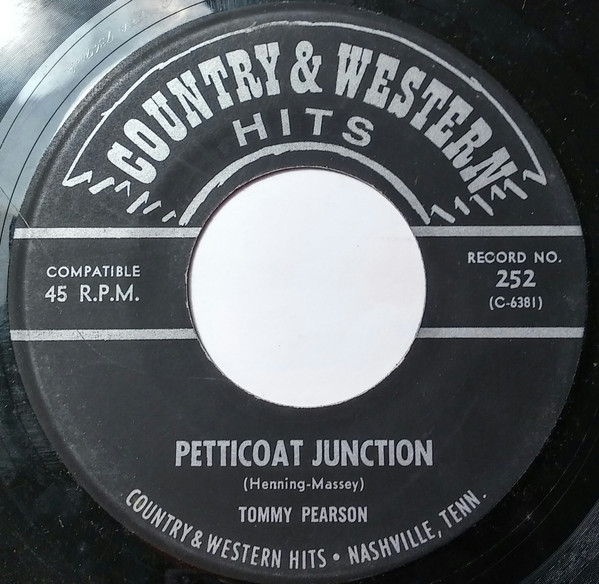 COUNTRY & WESTERN
HITS
COMPATIBLE
45 R.P.M.
RECORD NO.
252
(C-6381)
PETTICOAT JUNCTION
(Henning-Massey)
TOMMY PEARSON
COUNTRY & WESTERN HITS • NASHVILLE, TENN.